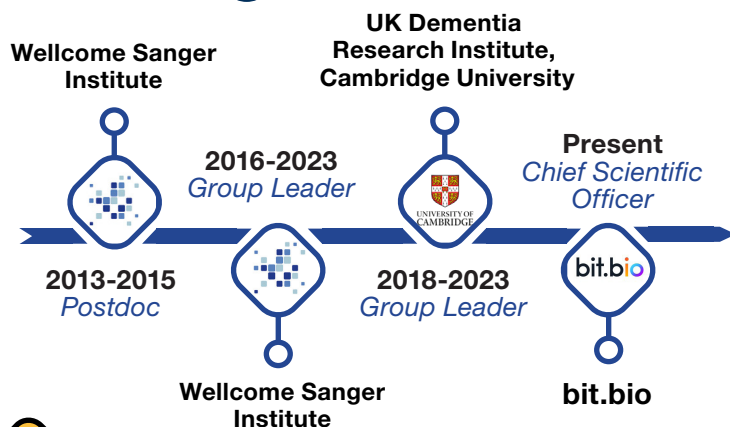 Wellcome Sanger
Institute
2013-2015
Postdoc
2016-2023
Group Leader
Wellcome Sanger
Institute
UK Dementia
Research Institute,
Cambridge University
UNIVERSITY OF
CAMBRIDGE
2018-2023
Group Leader
Present
Chief Scientific
Officer
bit.bio
bit.bio